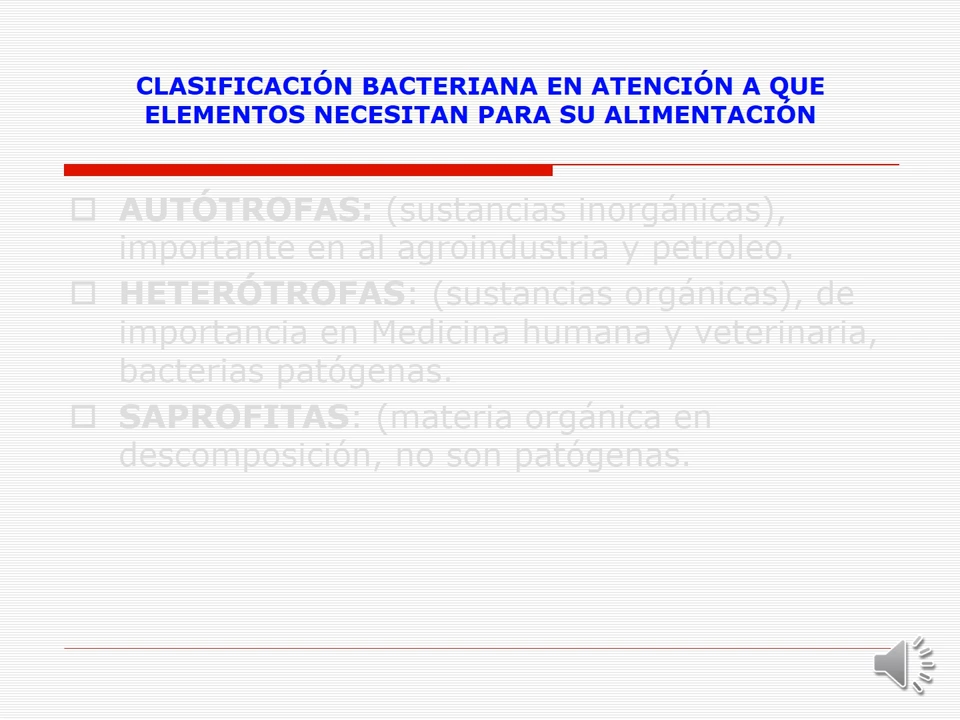 CLASIFICACIÓN BACTERIANA EN ATENCIÓN A QUE
ELEMENTOS NECESITAN PARA SU ALIMENTACIÓN
AUTÓTROFAS: (sustancias inorgánicas),
importante en al agroindustria y petroleo.
HETERÓTROFAS: (sustancias orgánicas), de
importancia en Medicina humana y veterinaria,
bacterias patógenas.
SAPROFITAS: (materia orgánica en
descomposición, no son patógenas.